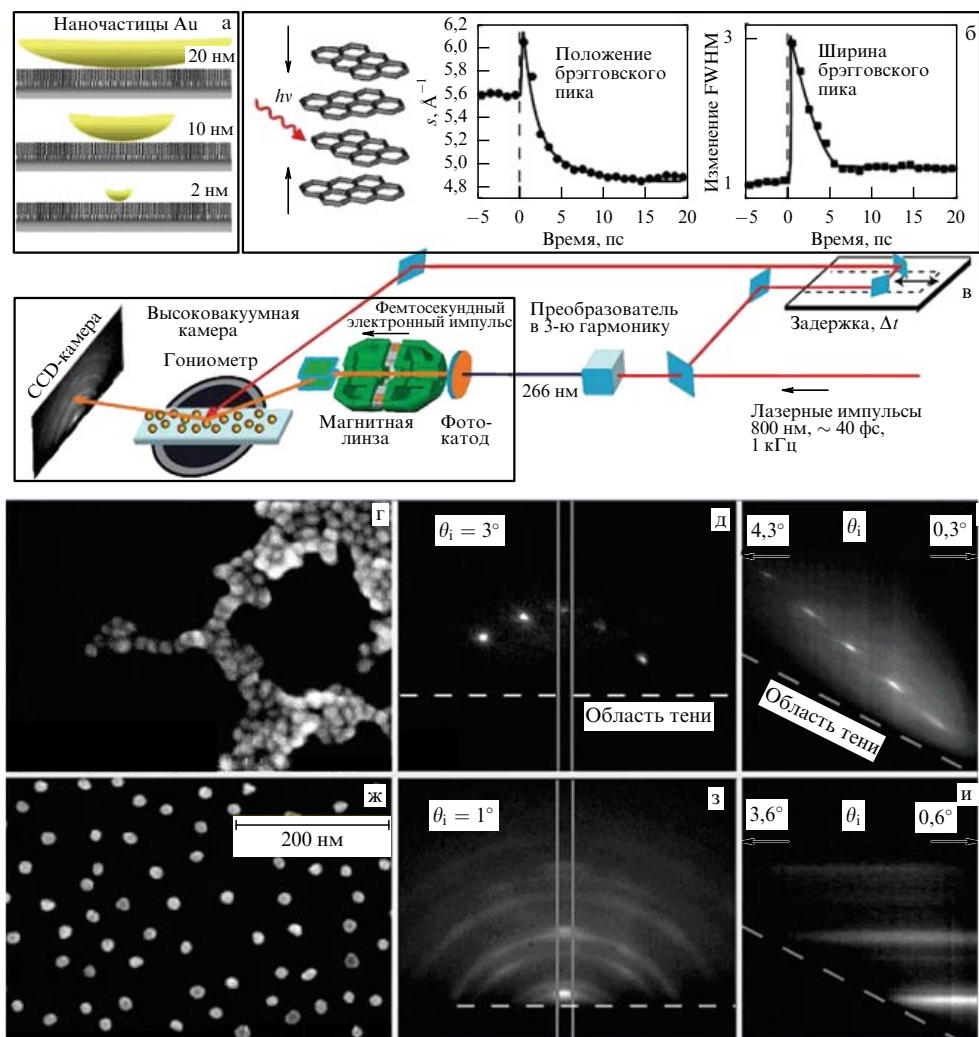 Наночастицы Au
а
20 нм
10 нм
2 нм
б
hν
s, Å⁻¹
6,2
6,0
5,8
5,6
5,4
5,2
5,0
4,8
Положение
брэгговского
пика
−5 0 5 10 15 20
Время, пс
Изменение FWHM
3
1
Ширина
брэгговского
пика
−5 0 5 10 15 20
Время, пс
в
CCD-камера
Высоковакуумная
камера
Гониометр
Фемтосекундный
электронный импульс
Магнитная
линза
Фото-
катод
266 нм
Преобразователь
в 3-ю гармонику
Задержка, Δt
Лазерные импульсы
800 нм, ~ 40 фс,
1 кГц
г
θi = 3°
д
Область тени
4,3° θi 0,3°
Область тени
ж
200 нм
θi = 1°
з
и
3,6° θi 0,6°